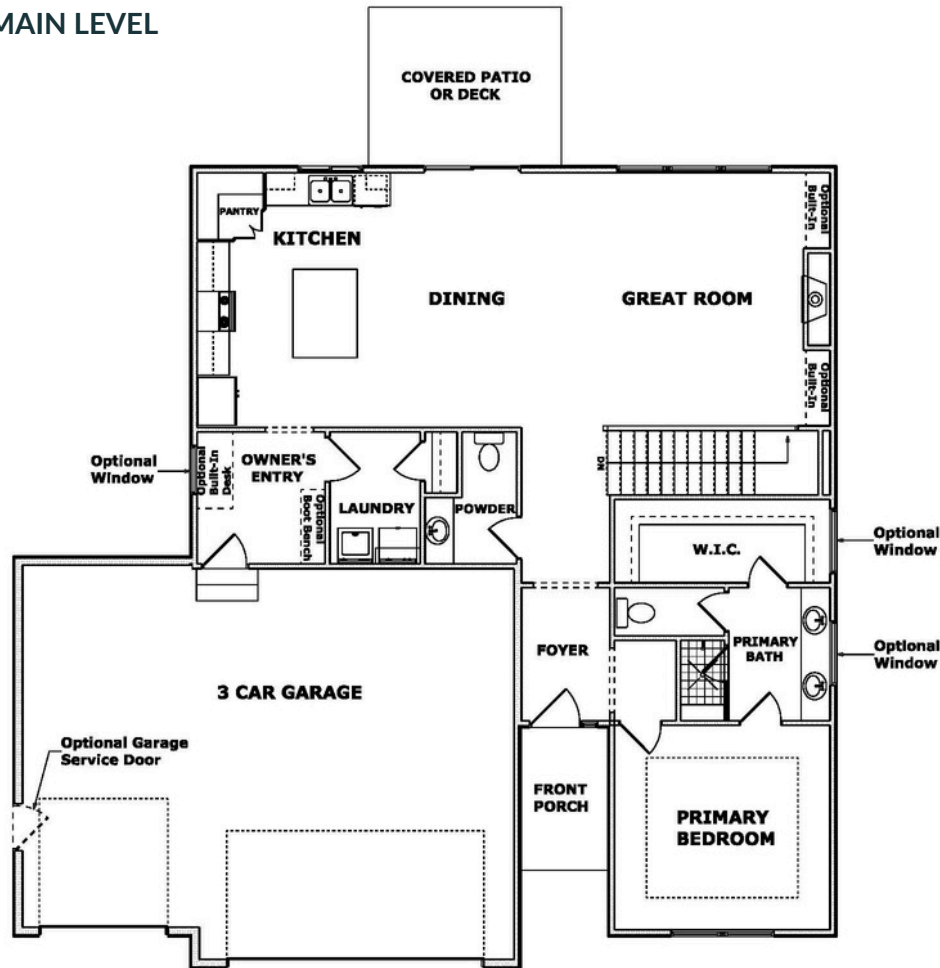 MAIN LEVEL
COVERED PATIO
OR DECK
PANTRY
KITCHEN
DINING
GREAT ROOM
Optional
Built-In
Optional
Built-In
Optional
Window
Optional
Built-In
Desk
OWNER'S
ENTRY
Optional
Boot Bench
LAUNDRY
POWDER
DN
W.I.C.
Optional
Window
FOYER
PRIMARY
BATH
Optional
Window
3 CAR GARAGE
Optional Garage
Service Door
FRONT
PORCH
PRIMARY
BEDROOM